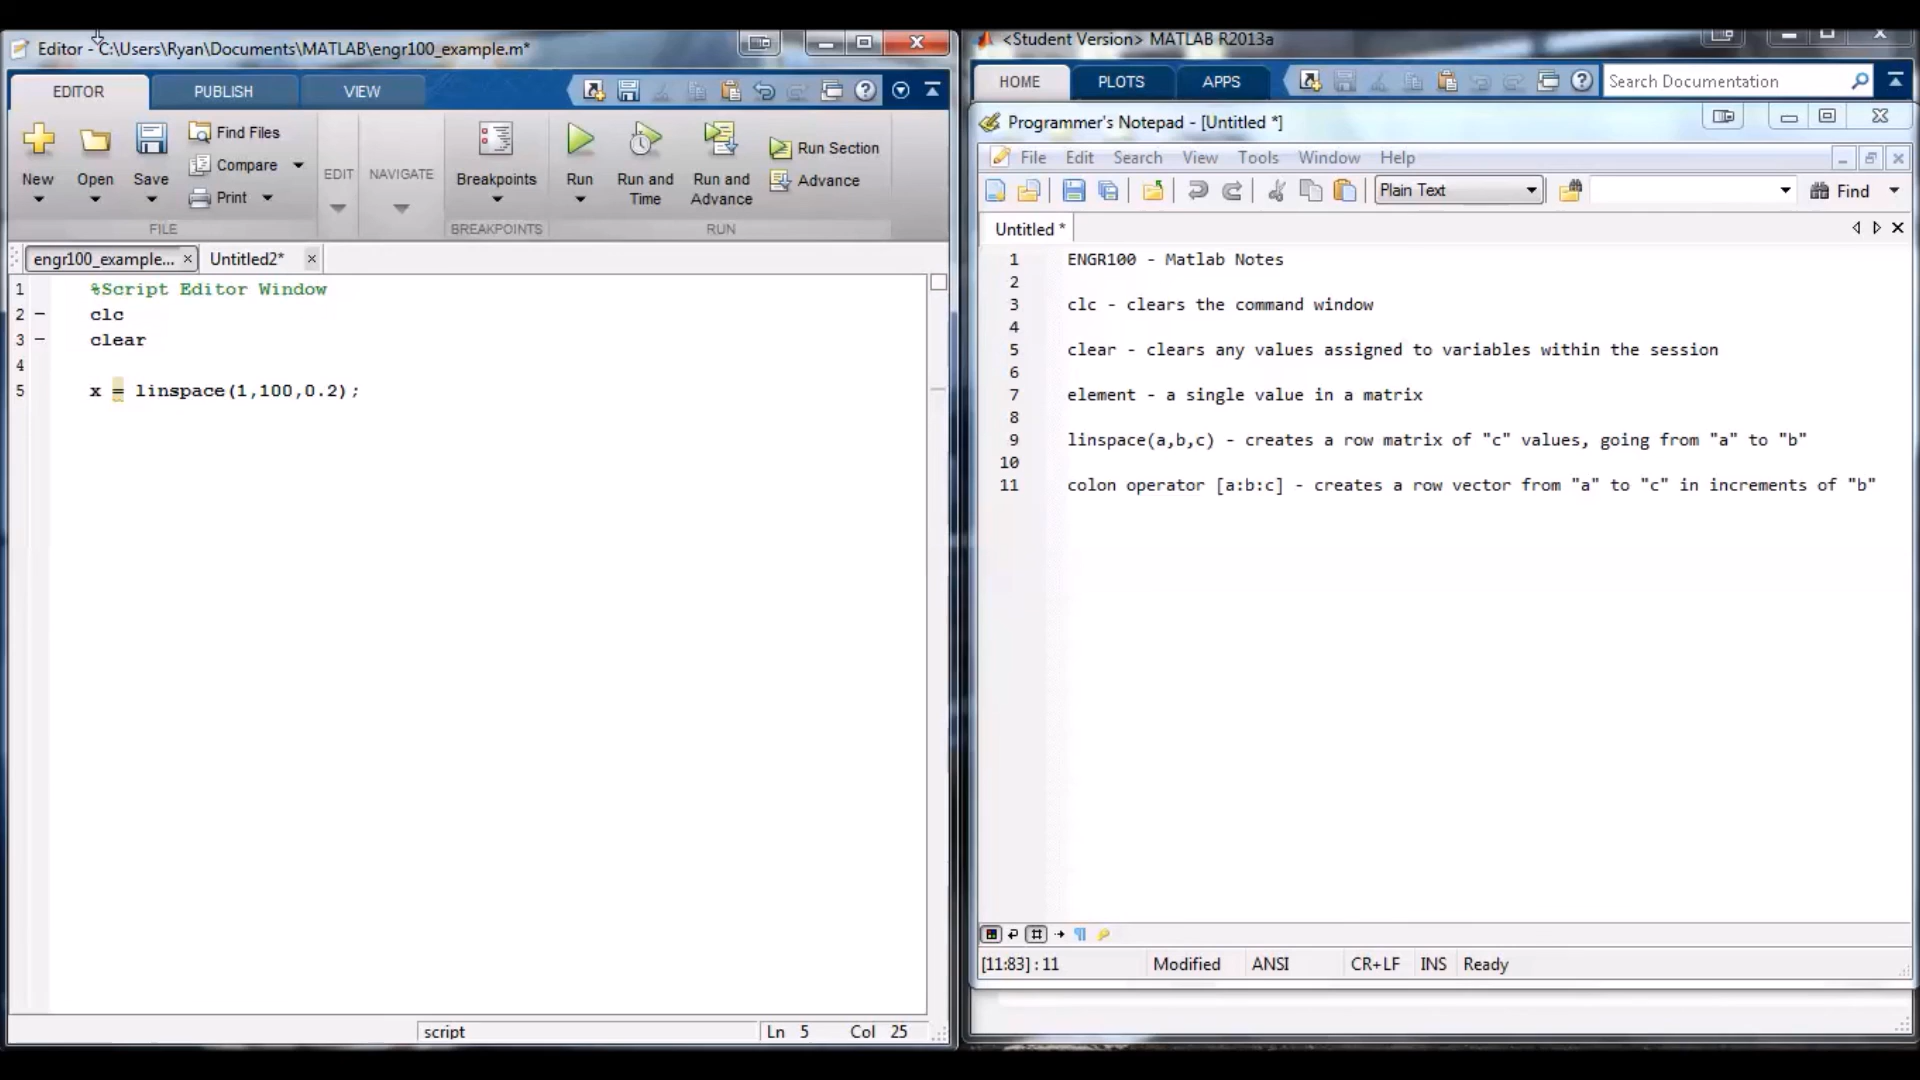 Editor - C:\Users\Ryan\Documents\MATLAB\engr100_example.m*
EDITOR PUBLISH VIEW
New Open Save
Find Files
Compare
Print
FILE
EDIT
NAVIGATE
Breakpoints
BREAKPOINTS
Run
Run and Time
Run and Advance
Run Section
Advance
RUN
engr100_example... × Untitled2* ×
1 %Script Editor Window
2 – clc
3 – clear
4
5 x = linspace(1,100,0.2);
script Ln 5 Col 25
<Student Version> MATLAB R2013a
HOME PLOTS APPS Search Documentation
Programmer's Notepad - [Untitled *]
File Edit Search View Tools Window Help
Plain Text Find
Untitled *
1 ENGR100 - Matlab Notes
2
3 clc - clears the command window
4
5 clear - clears any values assigned to variables within the session
6
7 element - a single value in a matrix
8
9 linspace(a,b,c) - creates a row matrix of "c" values, going from "a" to "b"
10
11 colon operator [a:b:c] - creates a row vector from "a" to "c" in increments of "b"
[11:83] : 11 Modified ANSI CR+LF INS Ready